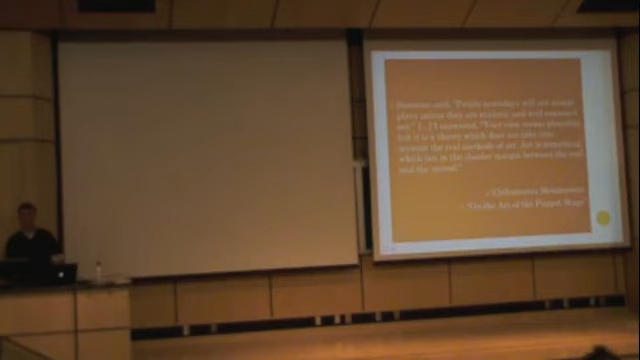 Someone said, "People nowadays will not accept
plays unless they are realistic and well reasoned
out." [...] I answered, "Your view seems plausible,
but it is a theory which does not take into
account the real methods of art. Art is something
which lies in the slender margin between the real
and the unreal."
—Chikamatsu Monzaemon
"On the Art of the Puppet Stage"